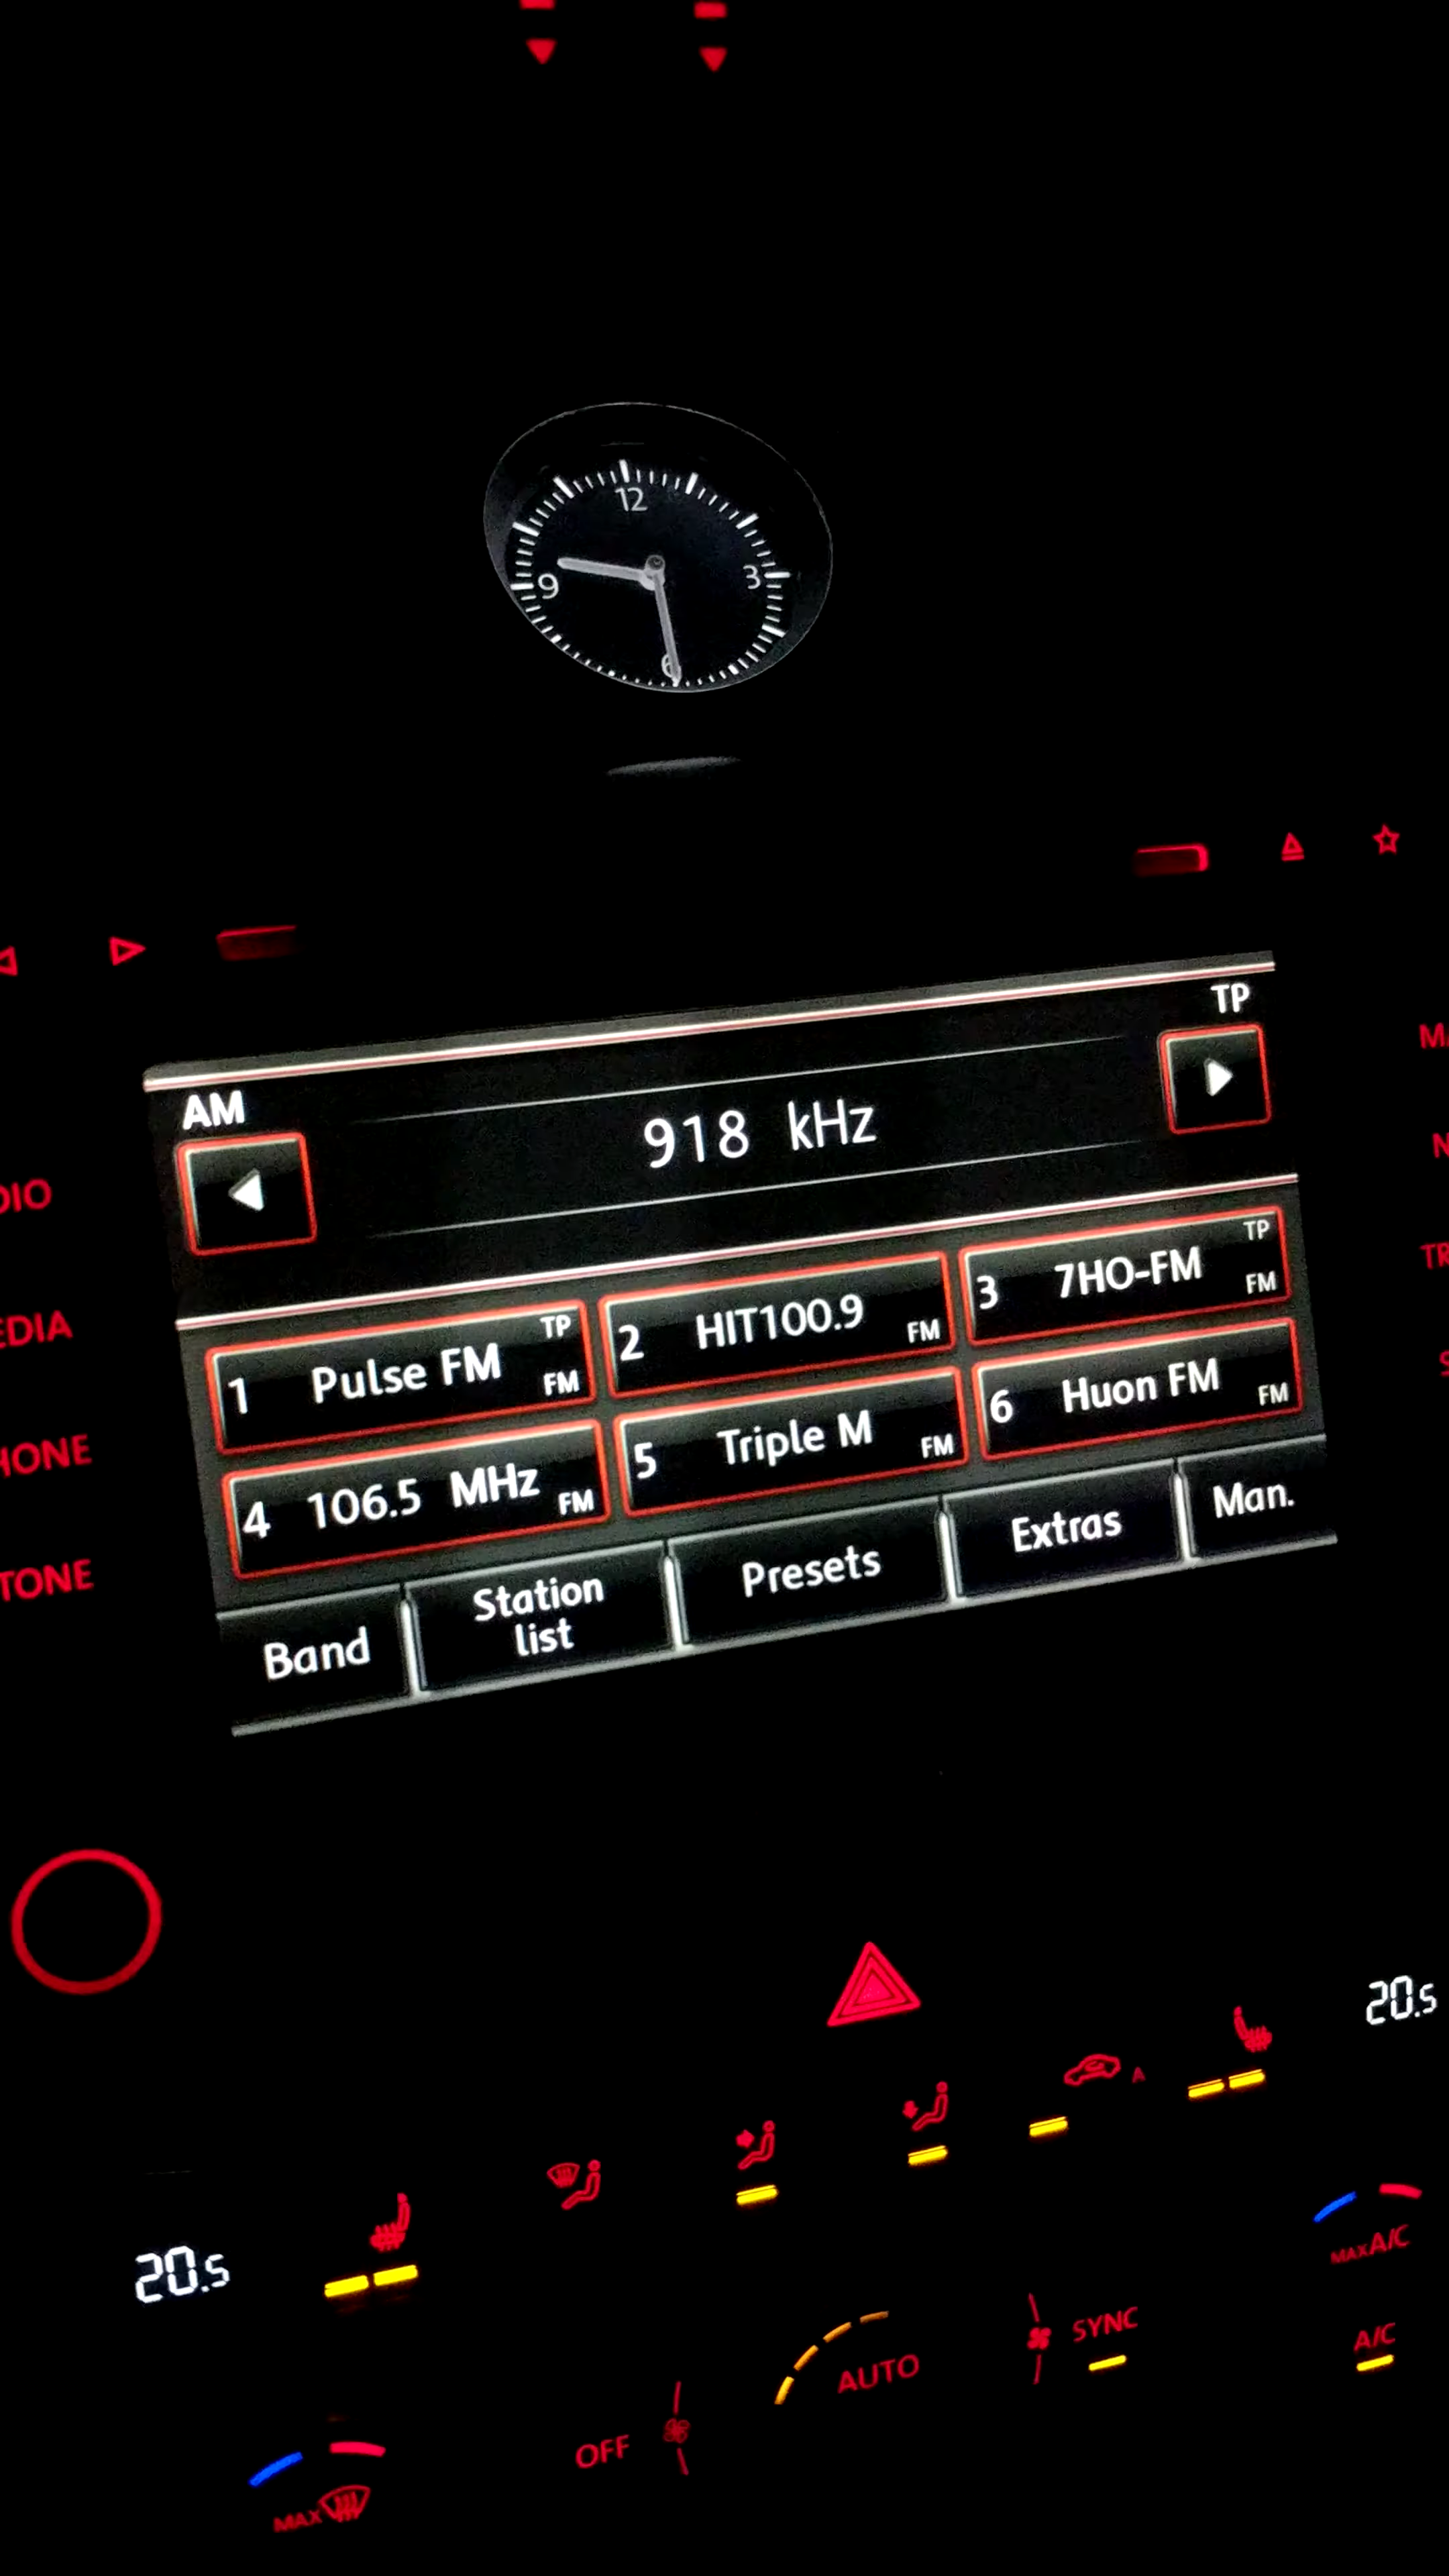 12
9
3
6
TP
AM
918 kHz
1 Pulse FM TP FM
2 HIT100.9 FM
3 7HO-FM TP FM
4 106.5 MHz FM
5 Triple M FM
6 Huon FM FM
Band
Station
list
Presets
Extras
Man.
DIO
EDIA
HONE
TONE
TR
20.5
A
20.5
MAX A/C
SYNC
A/C
AUTO
OFF
MAX